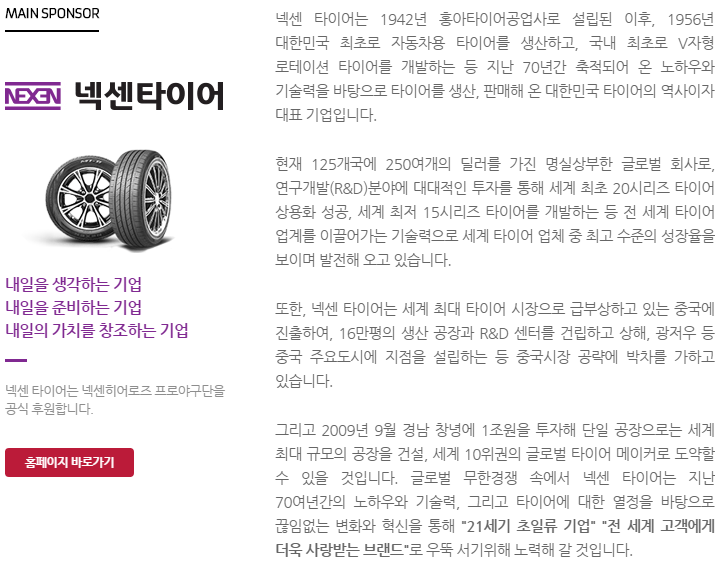 MAIN SPONSOR
NEXEN 넥센타이어
내일을 생각하는 기업
내일을 준비하는 기업
내일의 가치를 창조하는 기업
넥센 타이어는 넥센히어로즈 프로야구단을
공식 후원합니다.
홈페이지 바로가기
넥센 타이어는 1942년 흥아타이어공업사로 설립된 이후, 1956년
대한민국 최초로 자동차용 타이어를 생산하고, 국내 최초로 V자형
로테이션 타이어를 개발하는 등 지난 70년간 축적되어 온 노하우와
기술력을 바탕으로 타이어를 생산, 판매해 온 대한민국 타이어의 역사이자
대표 기업입니다.
현재 125개국에 250여개의 딜러를 가진 명실상부한 글로벌 회사로,
연구개발(R&D)분야에 대대적인 투자를 통해 세계 최초 20시리즈 타이어
상용화 성공, 세계 최저 15시리즈 타이어를 개발하는 등 전 세계 타이어
업계를 이끌어가는 기술력으로 세계 타이어 업체 중 최고 수준의 성장율을
보이며 발전해 오고 있습니다.
또한, 넥센 타이어는 세계 최대 타이어 시장으로 급부상하고 있는 중국에
진출하여, 16만평의 생산 공장과 R&D 센터를 건립하고 상해, 광저우 등
중국 주요도시에 지점을 설립하는 등 중국시장 공략에 박차를 가하고
있습니다.
그리고 2009년 9월 경남 창녕에 1조원을 투자해 단일 공장으로는 세계
최대 규모의 공장을 건설, 세계 10위권의 글로벌 타이어 메이커로 도약할
수 있을 것입니다. 글로벌 무한경쟁 속에서 넥센 타이어는 지난
70여년간의 노하우와 기술력, 그리고 타이어에 대한 열정을 바탕으로
끊임없는 변화와 혁신을 통해 "21세기 초일류 기업" "전 세계 고객에게
더욱 사랑받는 브랜드"로 우뚝 서기위해 노력해 갈 것입니다.